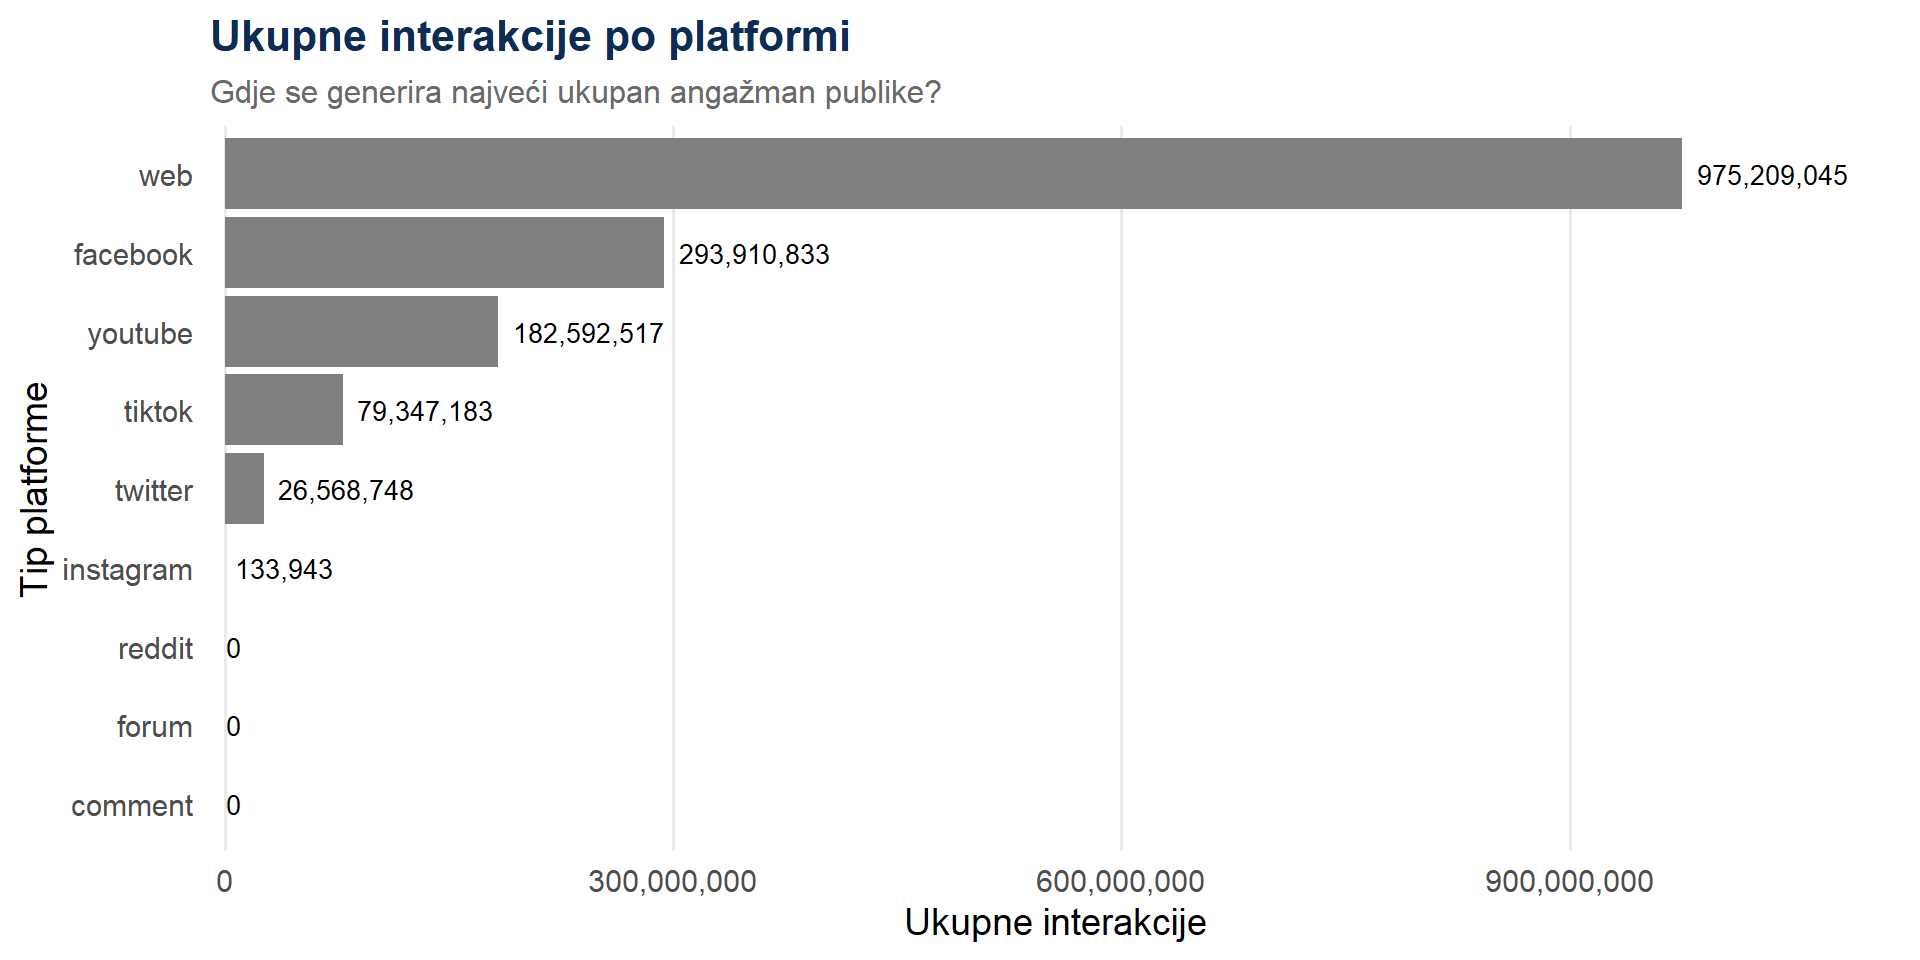 Ukupne interakcije po platformi
Gdje se generira najveći ukupan angažman publike?
Tip platforme
web 975,209,045
facebook 293,910,833
youtube 182,592,517
tiktok 79,347,183
twitter 26,568,748
instagram 133,943
reddit 0
forum 0
comment 0
0 300,000,000 600,000,000 900,000,000
Ukupne interakcije